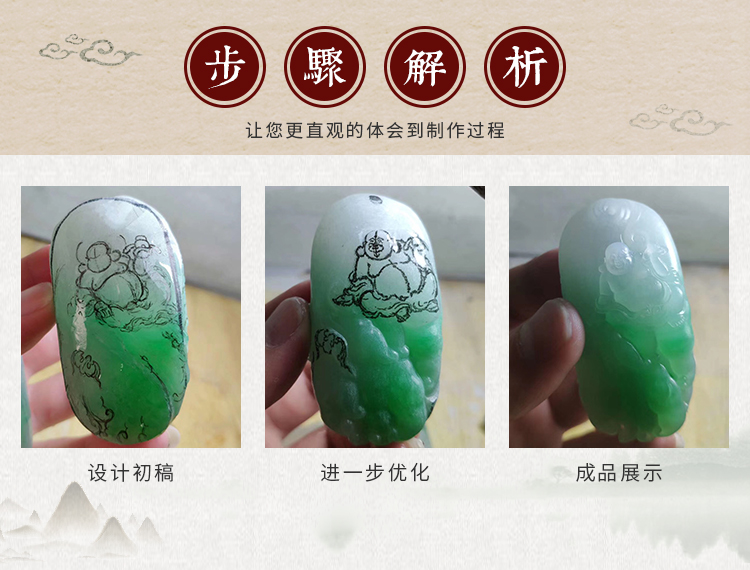 步驟解析
让您更直观的体会到制作过程
设计初稿
进一步优化
成品展示